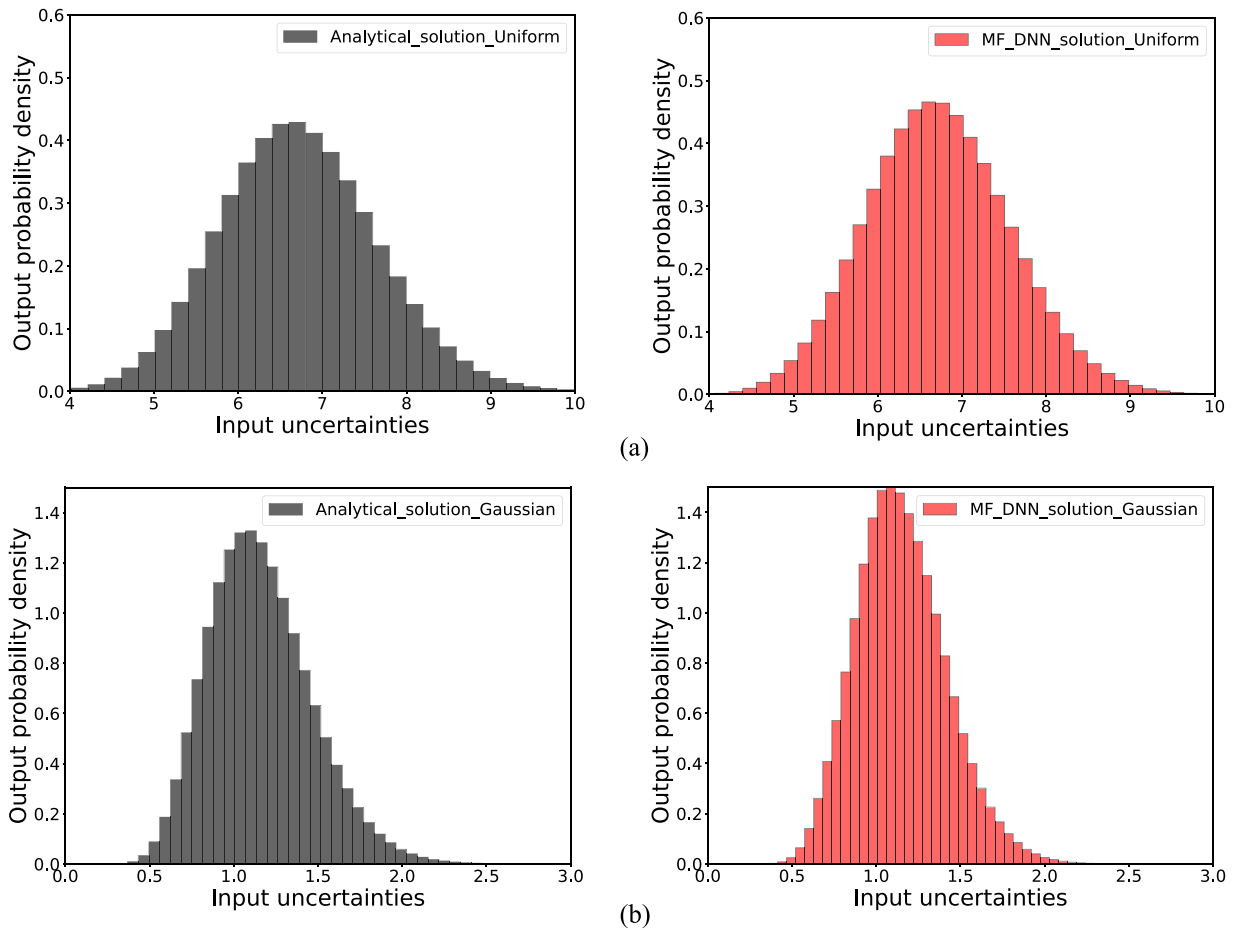 Analytical_solution_Uniform
Output probability density
0.6
0.5
0.4
0.3
0.2
0.1
0.0
4 5 6 7 8 9 10
Input uncertainties
MF_DNN_solution_Uniform
Output probability density
0.6
0.5
0.4
0.3
0.2
0.1
0.0
4 5 6 7 8 9 10
Input uncertainties
(a)
Analytical_solution_Gaussian
Output probability density
1.4
1.2
1.0
0.8
0.6
0.4
0.2
0.0
0.0 0.5 1.0 1.5 2.0 2.5 3.0
Input uncertainties
MF_DNN_solution_Gaussian
Output probability density
1.4
1.2
1.0
0.8
0.6
0.4
0.2
0.0
0.0 0.5 1.0 1.5 2.0 2.5 3.0
Input uncertainties
(b)